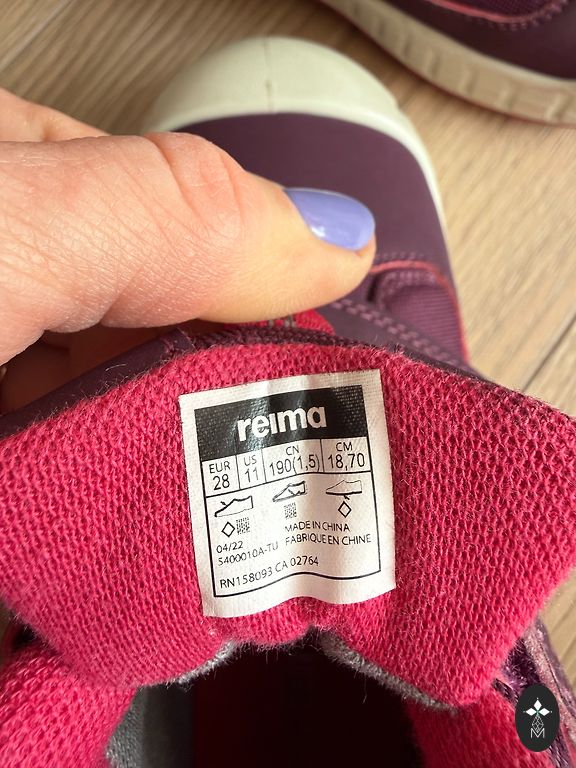 reima
EUR US CN CM
28 11 190(1,5) 18,70
04/22 MADE IN CHINA
5400010A-TU FABRIQUE EN CHINE
RN158093 CA 02764
M